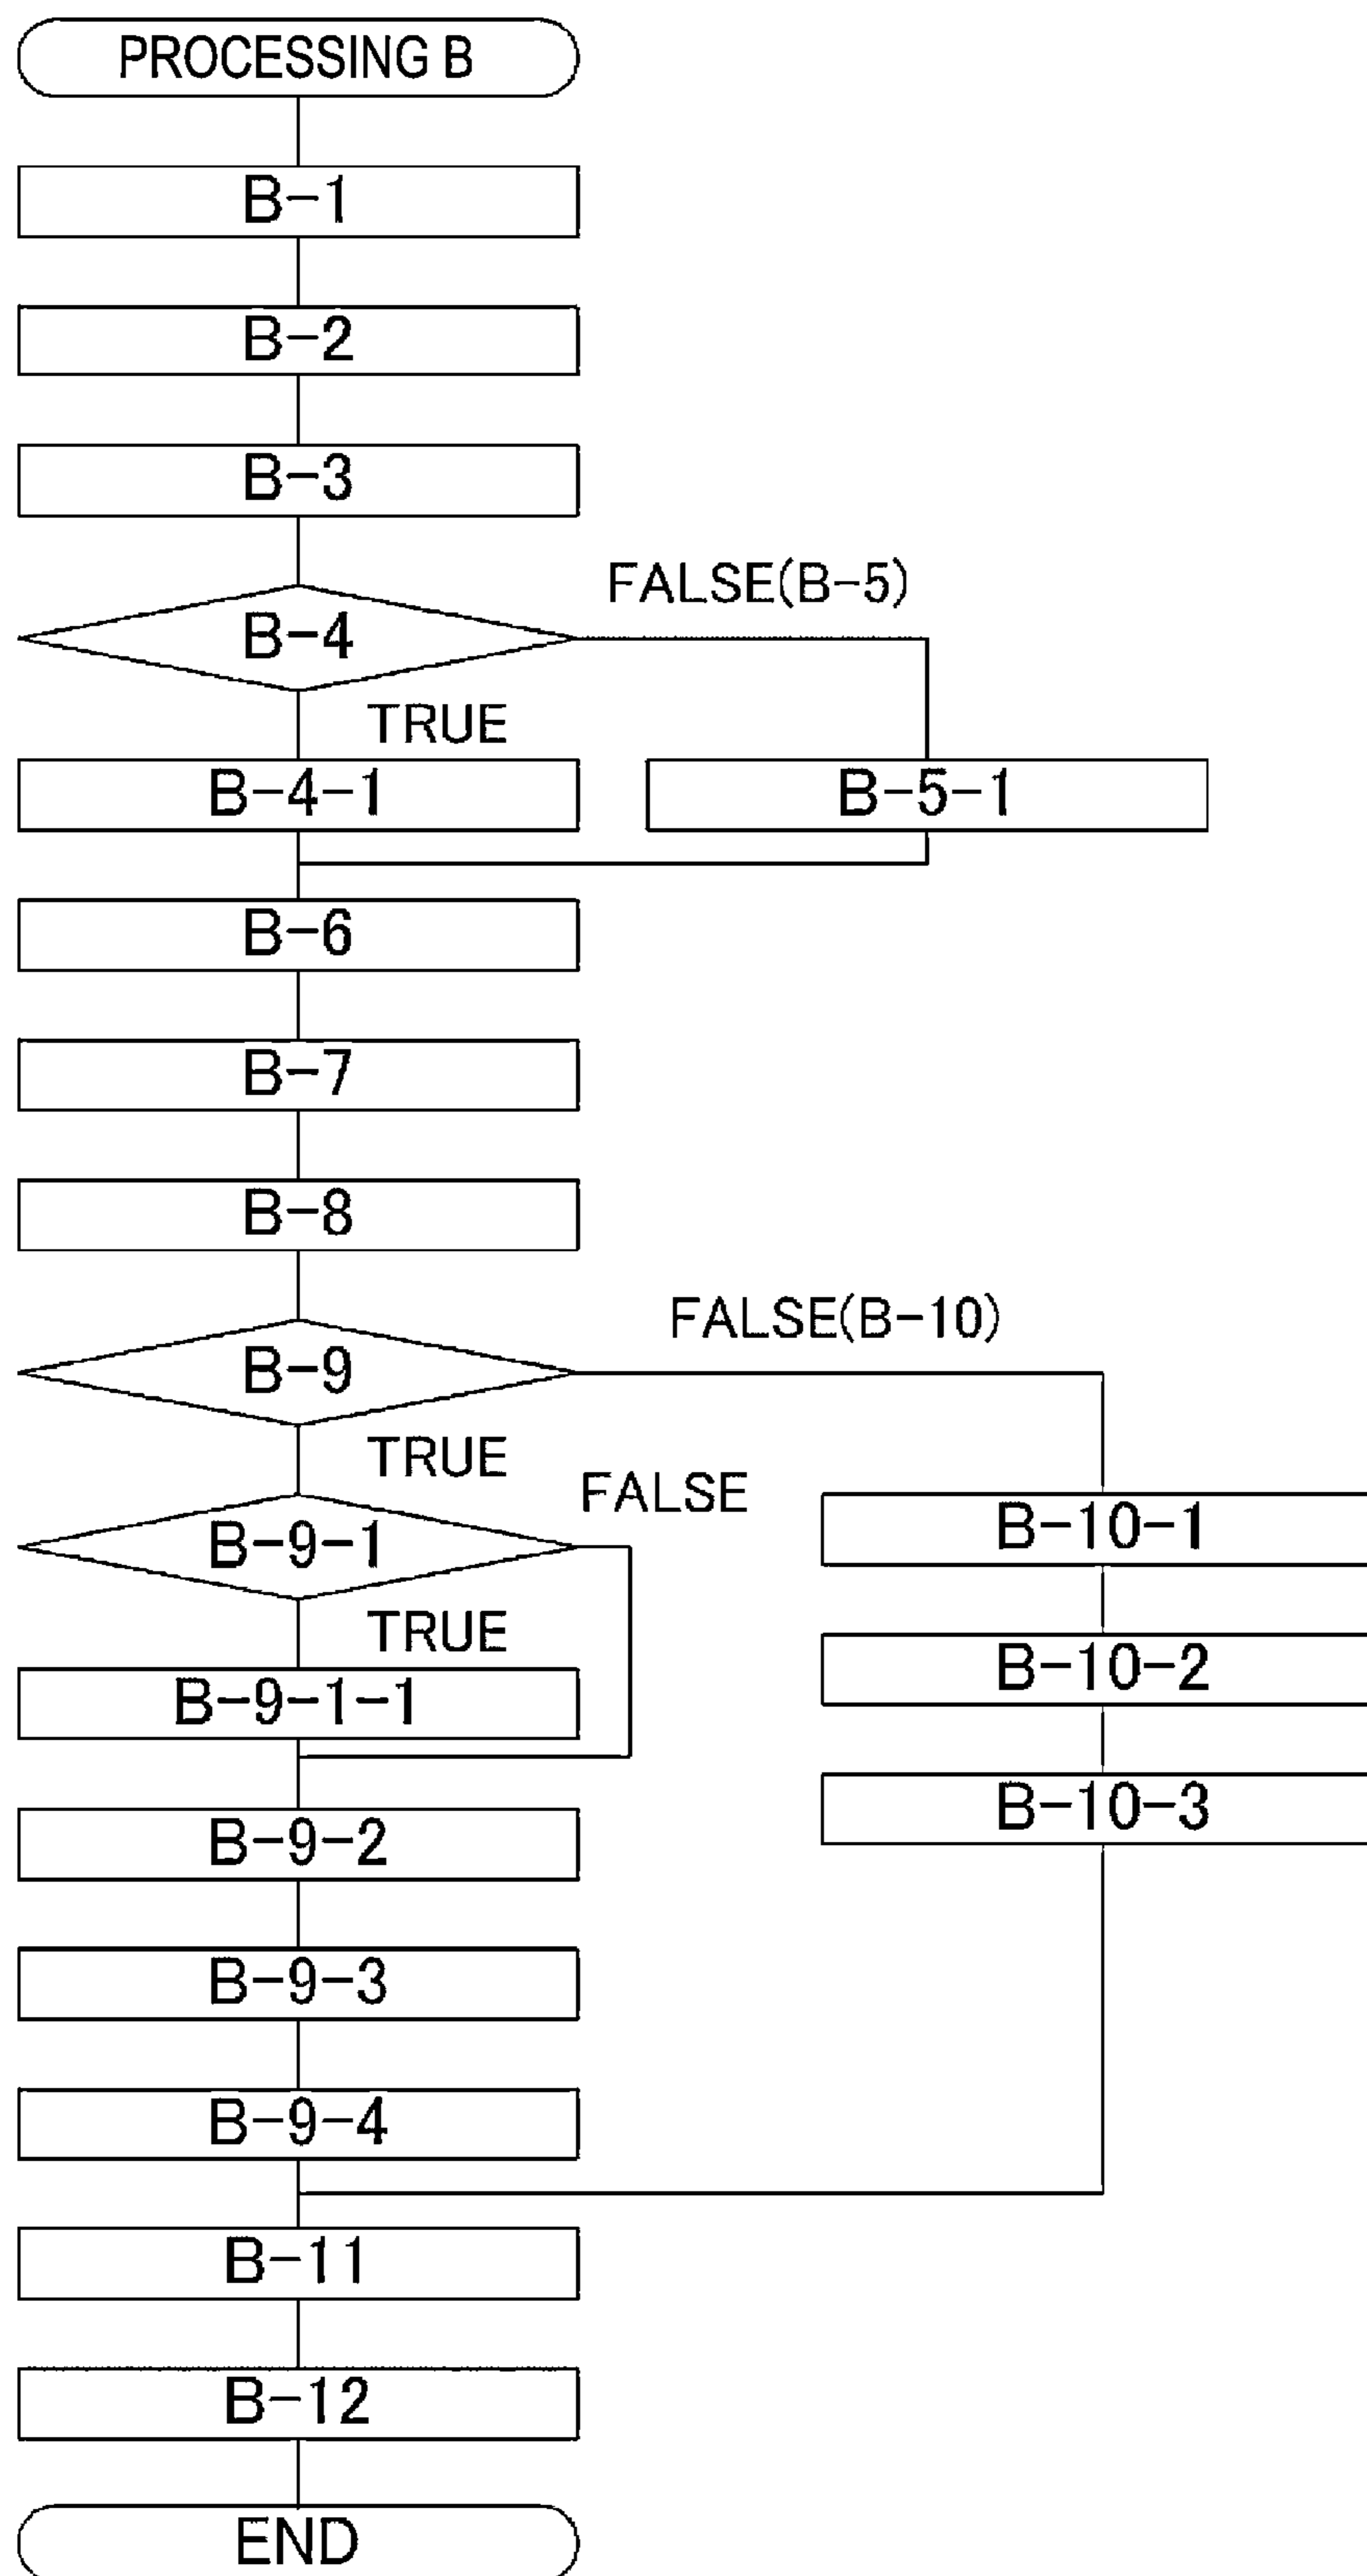 PROCESSING B
B-1
B-2
B-3
FALSE(B-5)
B-4
TRUE
B-4-1
B-5-1
B-6
B-7
B-8
FALSE(B-10)
B-9
TRUE
FALSE
B-9-1
B-10-1
TRUE
B-10-2
B-9-1-1
B-10-3
B-9-2
B-9-3
B-9-4
B-11
B-12
END